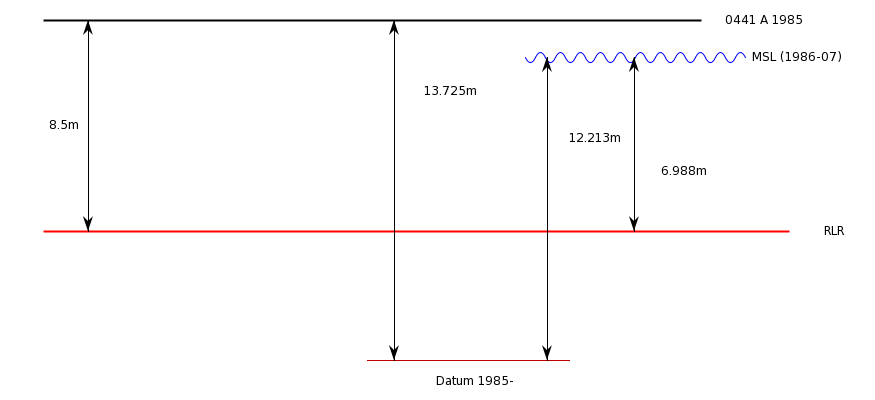 0441 A 1985
MSL (1986-07)
13.725m
8.5m
12.213m
6.988m
RLR
Datum 1985-